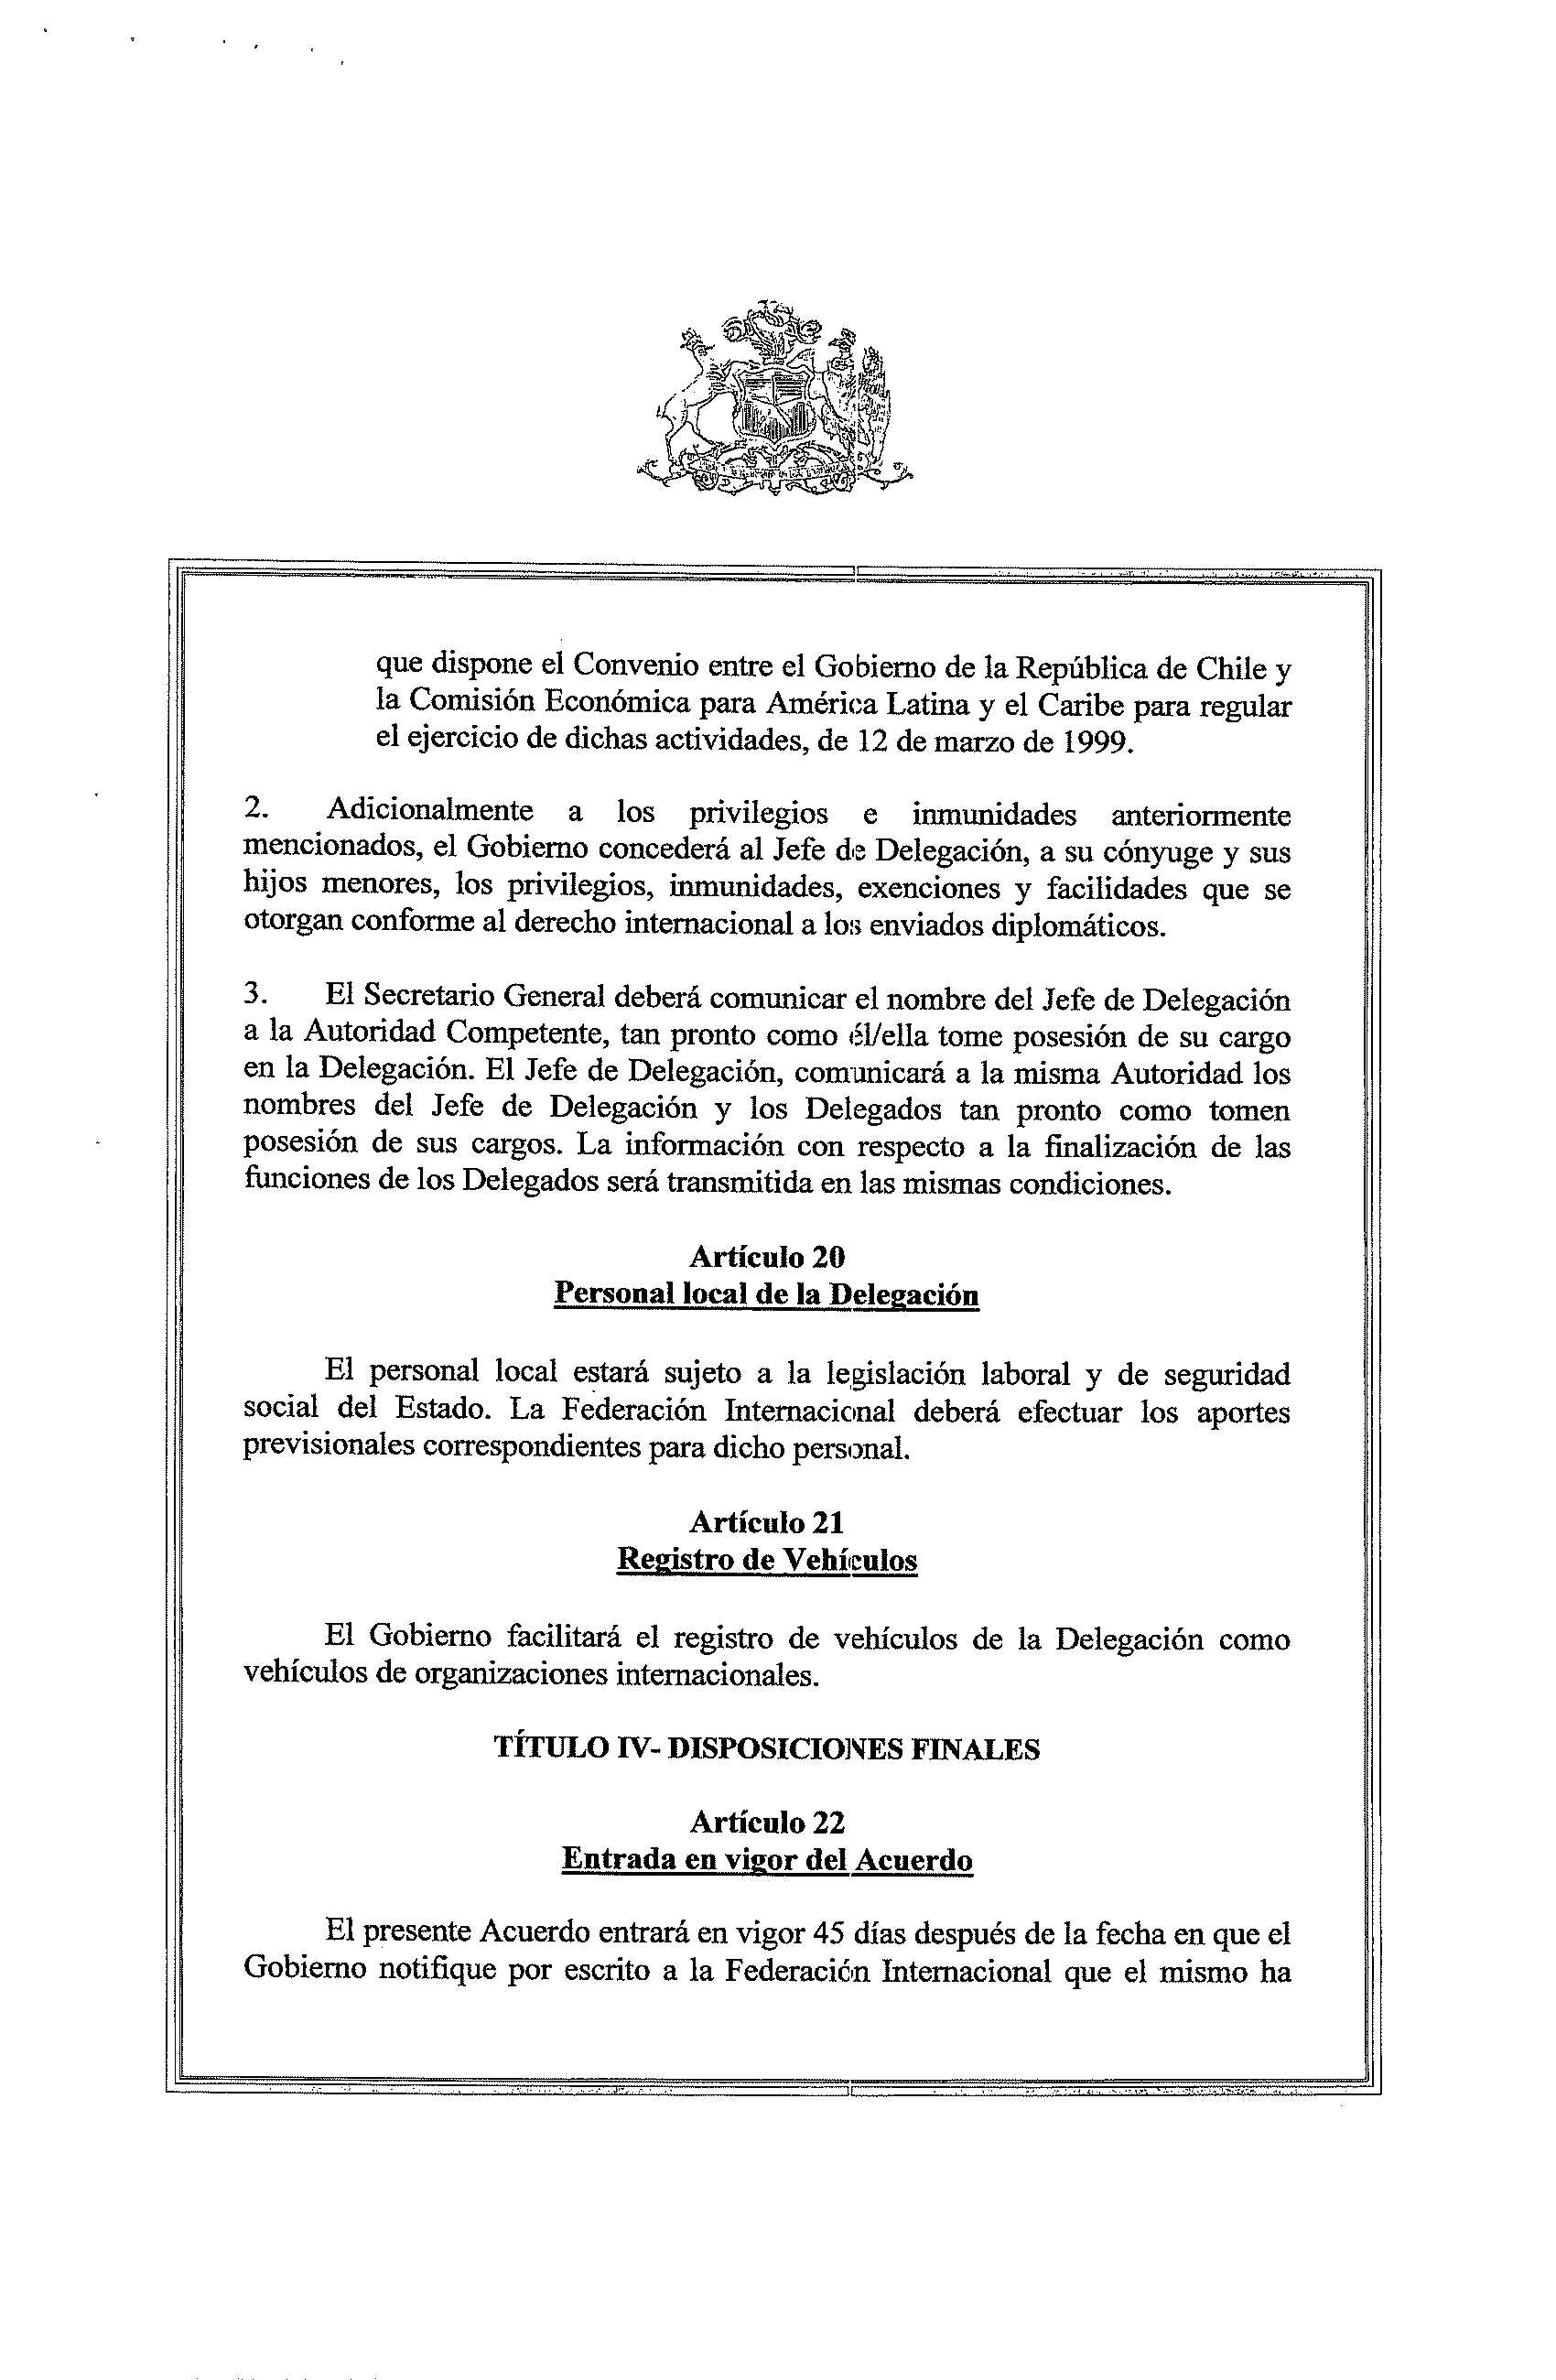 que dispone el Convenio entre el Gobierno de la República de Chile y
la Comisión Económica para América Latina y el Caribe para regular
el ejercicio de dichas actividades, de 12 de marzo de 1999.
2. Adicionalmente a los privilegios e inmunidades anteriormente
mencionados, el Gobierno concederá al Jefe de Delegación, a su cónyuge y sus
hijos menores, los privilegios, inmunidades, exenciones y facilidades que se
otorgan conforme al derecho internacional a los enviados diplomáticos.
3. El Secretario General deberá comunicar el nombre del Jefe de Delegación
a la Autoridad Competente, tan pronto como él/ella tome posesión de su cargo
en la Delegación. El Jefe de Delegación, comunicará a la misma Autoridad los
nombres del Jefe de Delegación y los Delegados tan pronto como tomen
posesión de sus cargos. La información con respecto a la finalización de las
funciones de los Delegados será transmitida en las mismas condiciones.
Artículo 20
Personal local de la Delegación
El personal local estará sujeto a la legislación laboral y de seguridad
social del Estado. La Federación Internacional deberá efectuar los aportes
previsionales correspondientes para dicho personal.
Artículo 21
Registro de Vehículos
El Gobierno facilitará el registro de vehículos de la Delegación como
vehículos de organizaciones internacionales.
TÍTULO IV- DISPOSICIONES FINALES
Artículo 22
Entrada en vigor del Acuerdo
El presente Acuerdo entrará en vigor 45 días después de la fecha en que el
Gobierno notifique por escrito a la Federación Internacional que el mismo ha